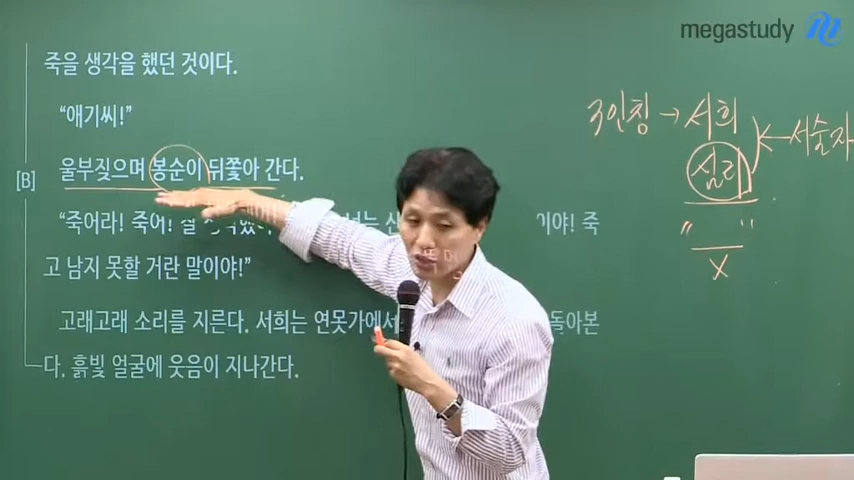 megastudy
죽을 생각을 했던 것이다.
“애기씨!”
[B]
울부짖으며 봉순이 뒤쫓아 간다.
“죽어라! 죽어! 잘
이야! 죽
고 남지 못할 거란 말이야!”
고래고래 소리를 지른다. 서희는 연못가에서
돌아본
다. 흙빛 얼굴에 웃음이 지나간다.
3인칭 → 서희
심리 ← 서술자
“ ”
X